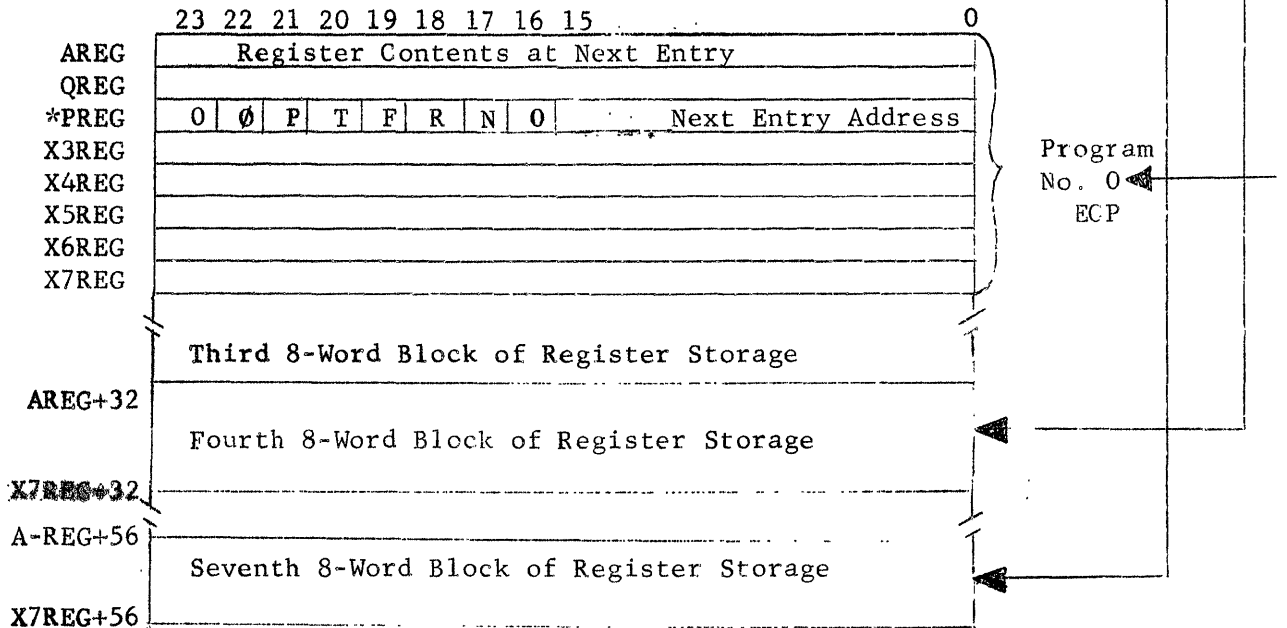 23 22 21 20 19 18 17 16 15 0
AREG Register Contents at Next Entry
QREG
*PREG 0 Ø P T F R N 0 Next Entry Address
X3REG
X4REG
X5REG
X6REG
X7REG
Program
No. 0
ECP
Third 8-Word Block of Register Storage
AREG+32
Fourth 8-Word Block of Register Storage
X7REG+32
A-REG+56
Seventh 8-Word Block of Register Storage
X7REG+56